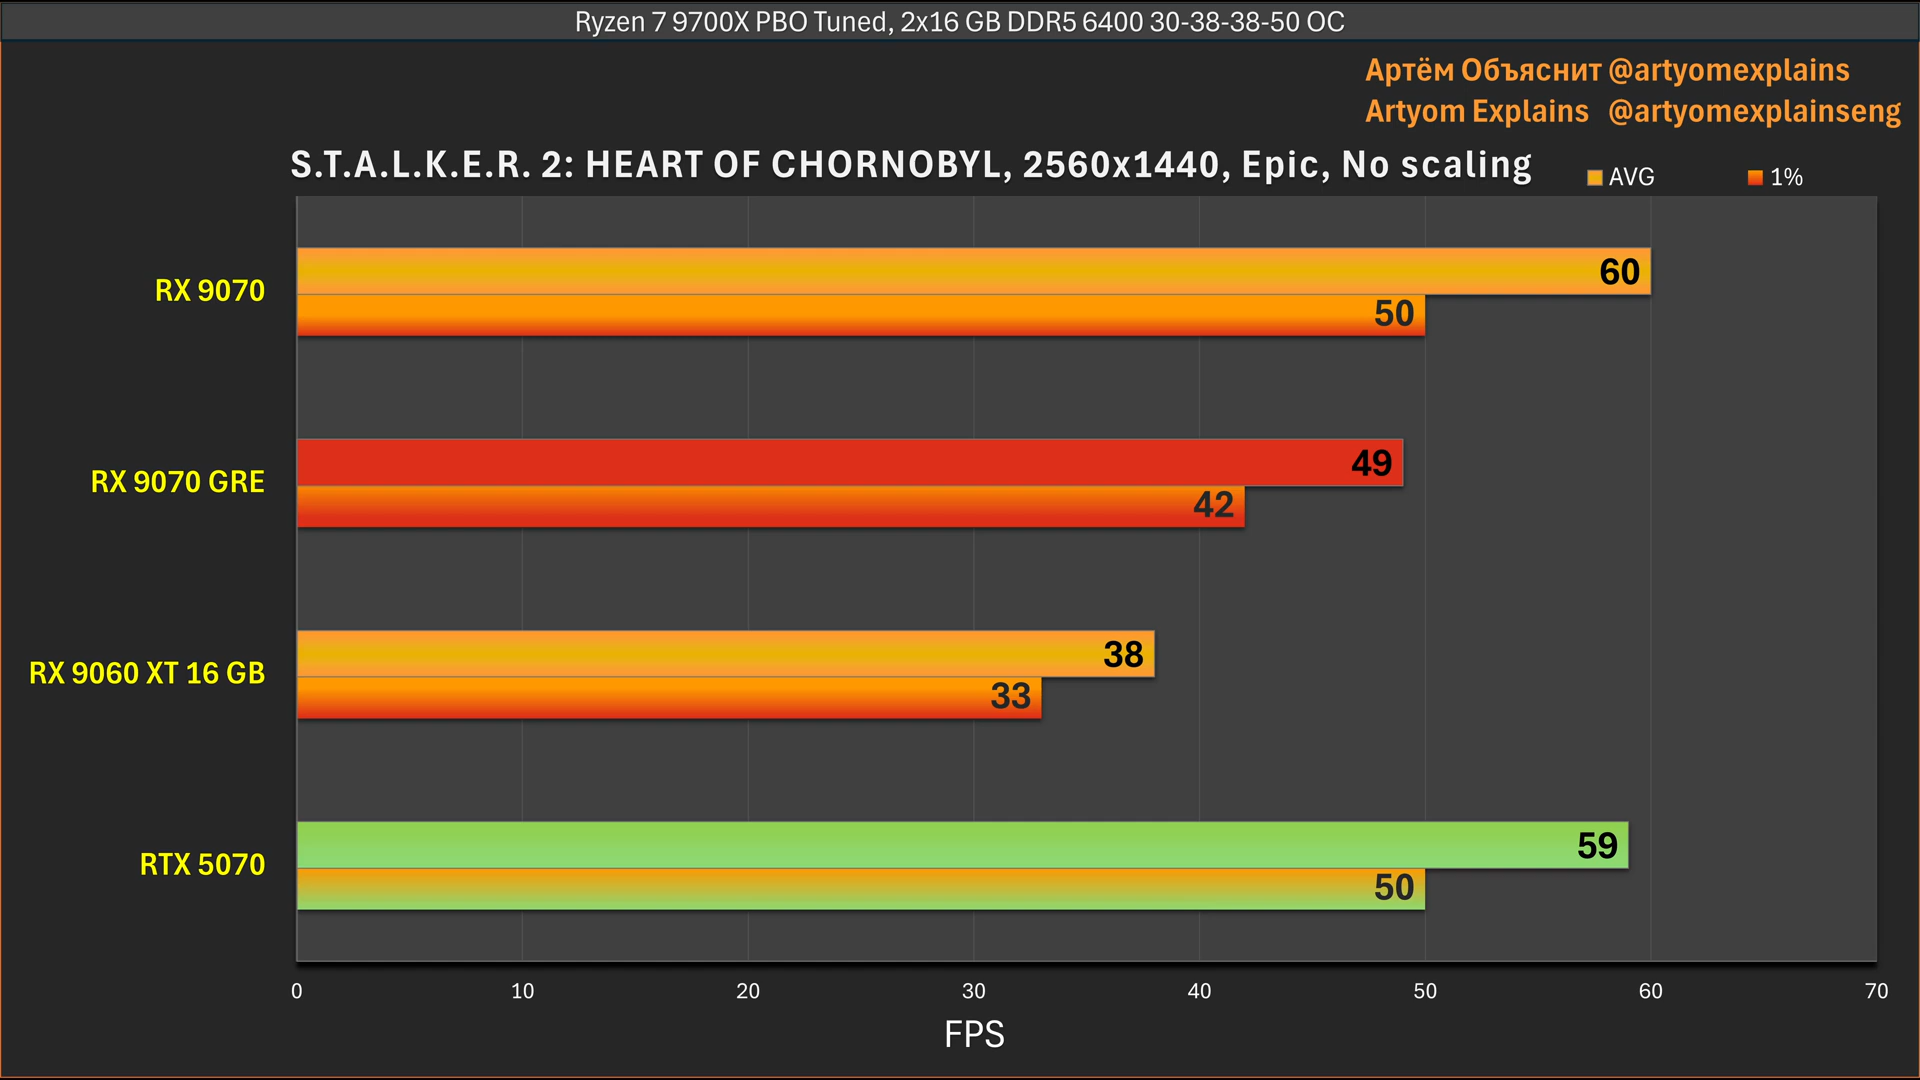 Ryzen 7 9700X PBO Tuned, 2x16 GB DDR5 6400 30-38-38-50 OC
Артём Объяснит @artyomexplains
Artyom Explains @artyomexplainseng
S.T.A.L.K.E.R. 2: HEART OF CHORNOBYL, 2560x1440, Epic, No scaling
AVG
1%
RX 9070
60
50
RX 9070 GRE
49
42
RX 9060 XT 16 GB
38
33
RTX 5070
59
50
0 10 20 30 40 50 60 70
FPS